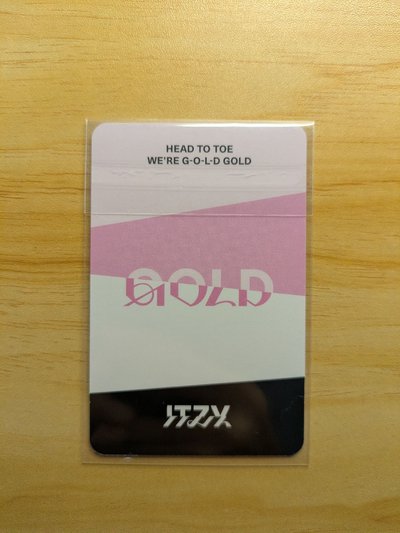 HEAD TO TOE
WE'RE G-O-L-D GOLD
GOLD
ITZY